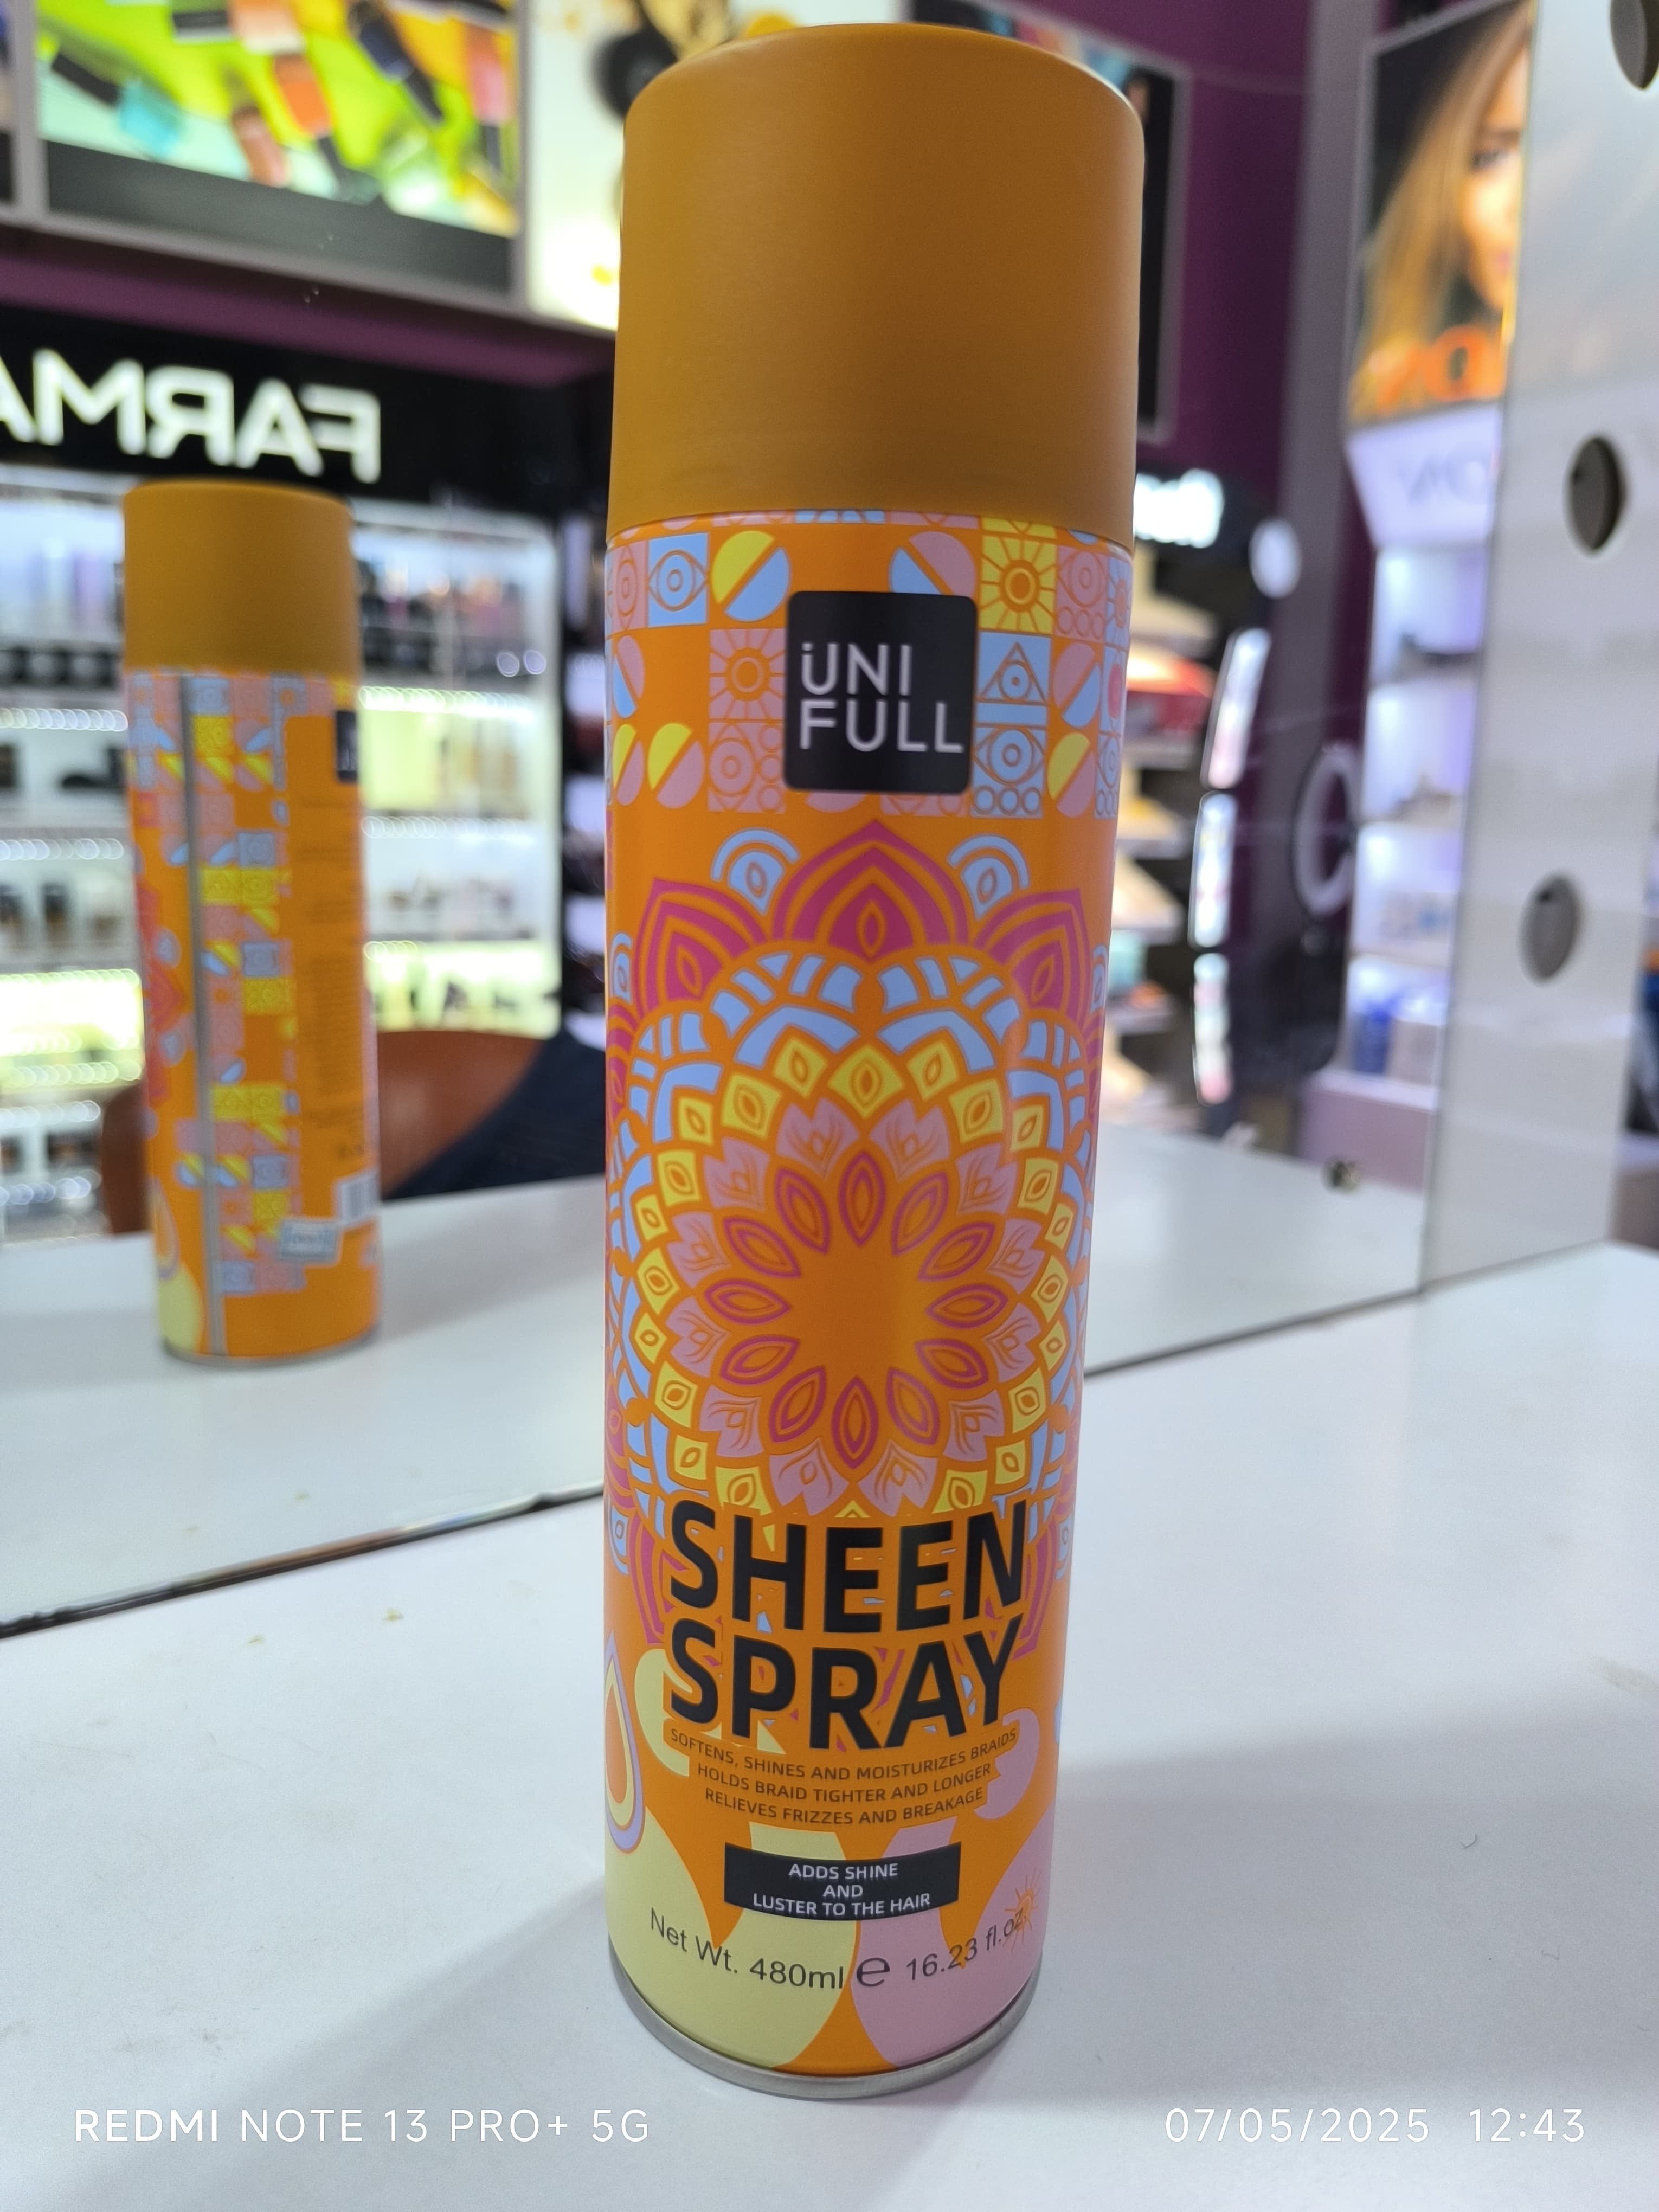 FARMA
UNI
FULL
SHEEN
SPRAY
SOFTENS, SHINES AND MOISTURIZES BRAIDS
HOLDS BRAID TIGHTER AND LONGER
RELIEVES FRIZZES AND BREAKAGE
ADDS SHINE
AND
LUSTER TO THE HAIR
Net Wt. 480ml e 16.23 fl.oz.
REDMI NOTE 13 PRO+ 5G
07/05/2025 12:43